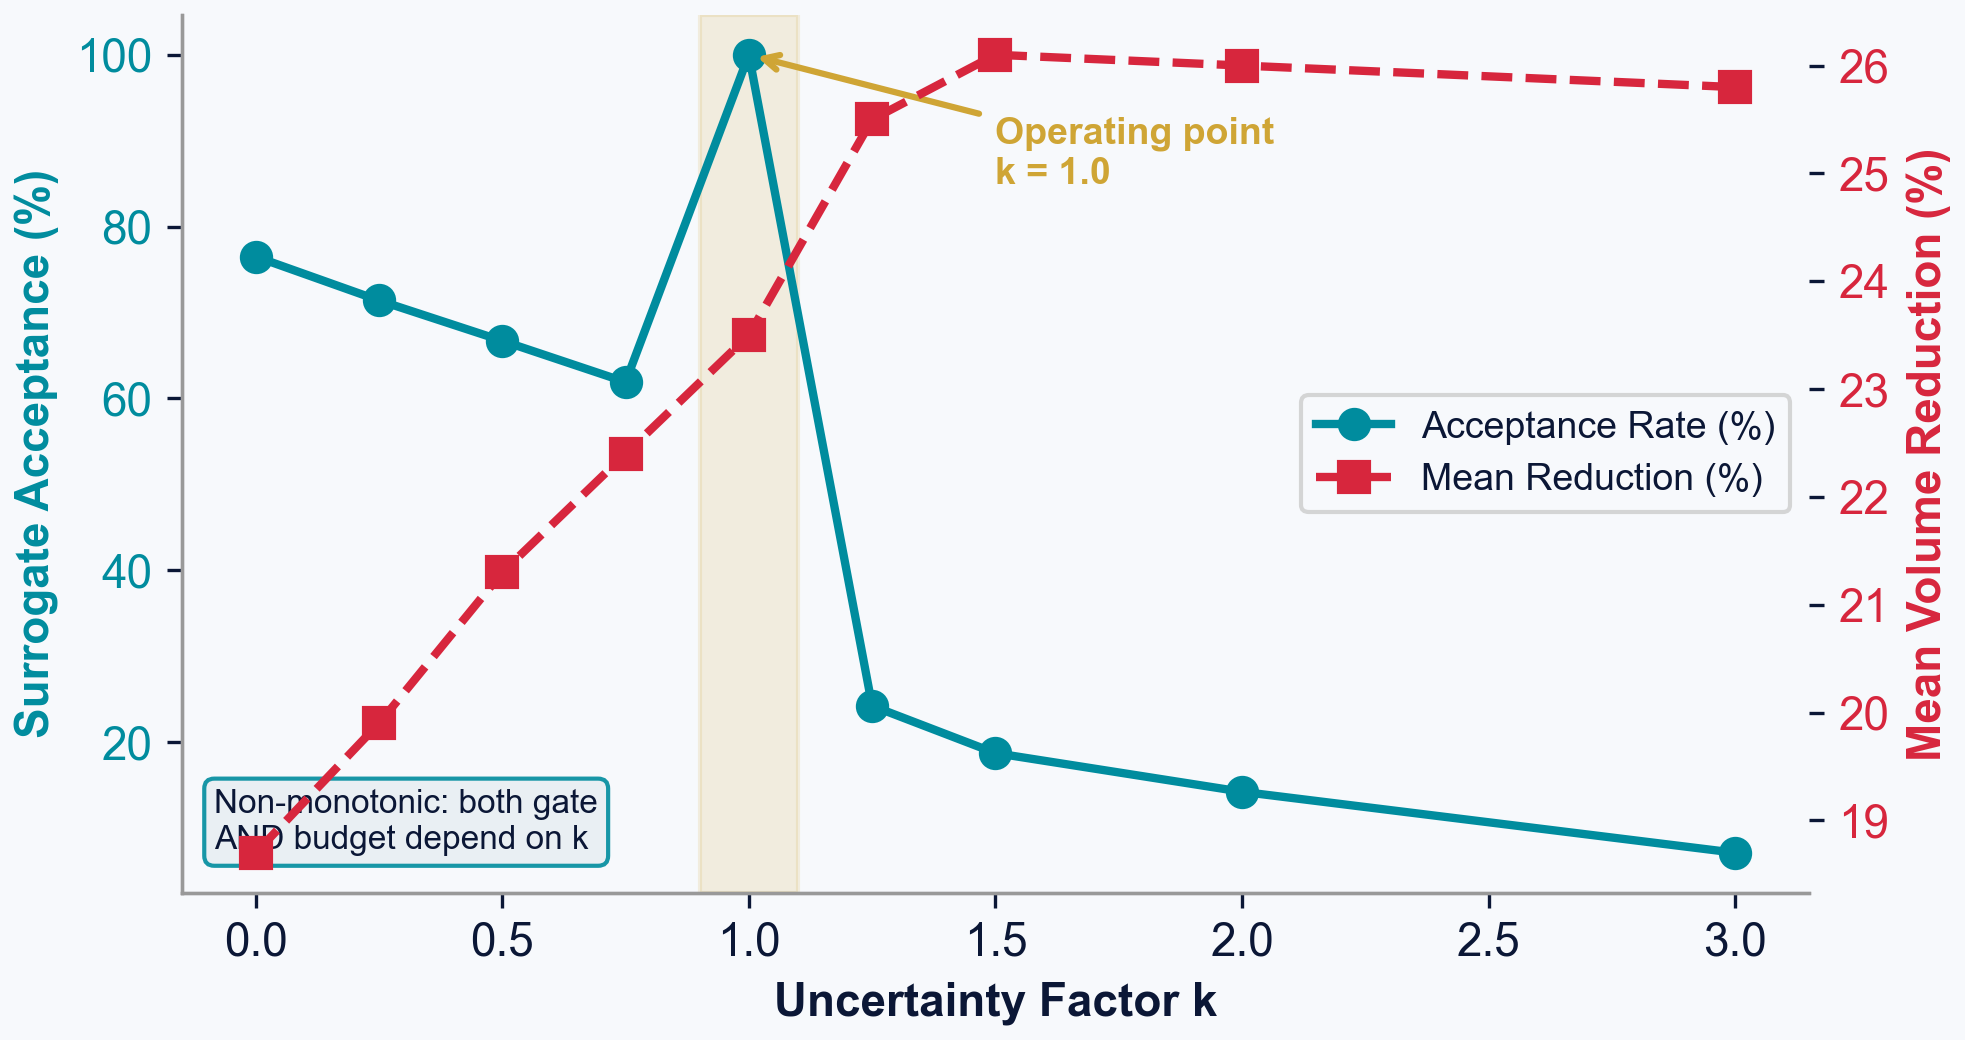 Surrogate Acceptance (%)
100
80
60
40
20
Operating point
k = 1.0
Acceptance Rate (%)
Mean Reduction (%)
Non-monotonic: both gate
AND budget depend on k
26
25
24
23
22
21
20
19
Mean Volume Reduction (%)
0.0 0.5 1.0 1.5 2.0 2.5 3.0
Uncertainty Factor k